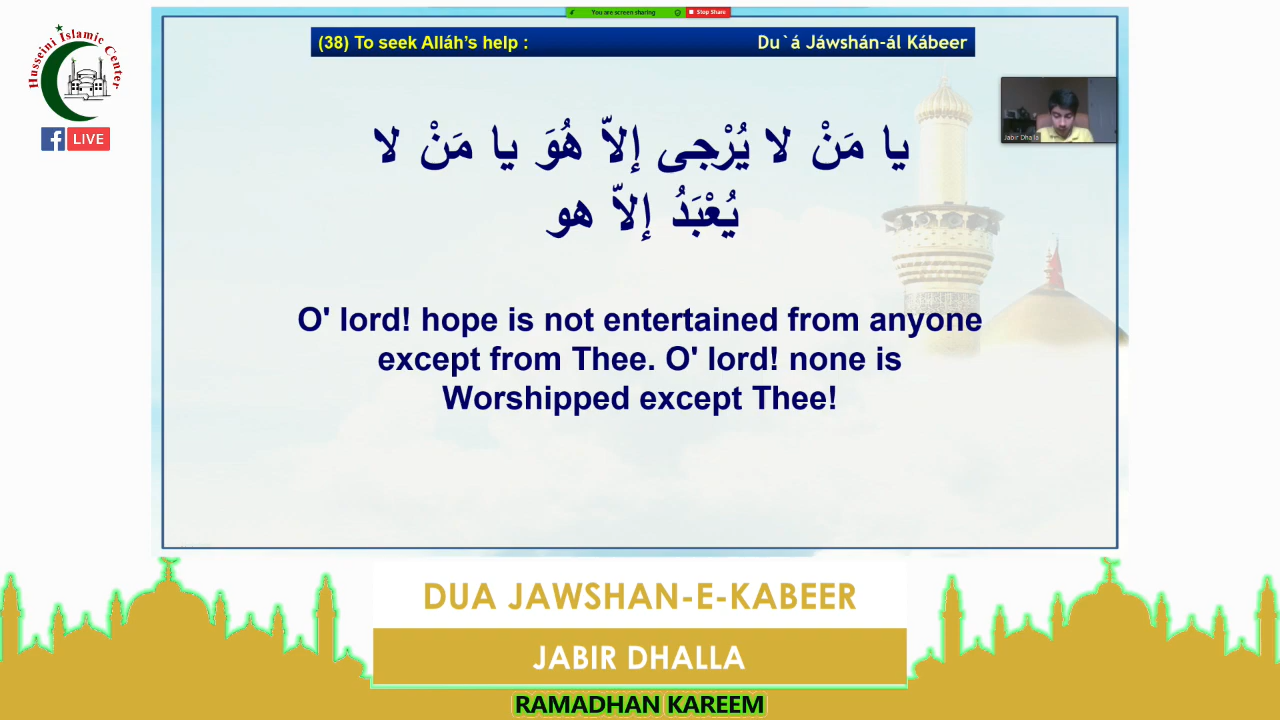 Husseini Islamic Center
LIVE
You are screen sharing
Stop Share
(38) To seek Alláh’s help :
Du`á Jáwshán-ál Kábeer
Jabir Dhalla
يا مَنْ لا يُرْجى إلاّ هُوَ يا مَنْ لا
يُعْبَدُ إلاّ هو
O' lord! hope is not entertained from anyone
except from Thee. O' lord! none is
Worshipped except Thee!
DUA JAWSHAN-E-KABEER
JABIR DHALLA
RAMADHAN KAREEM